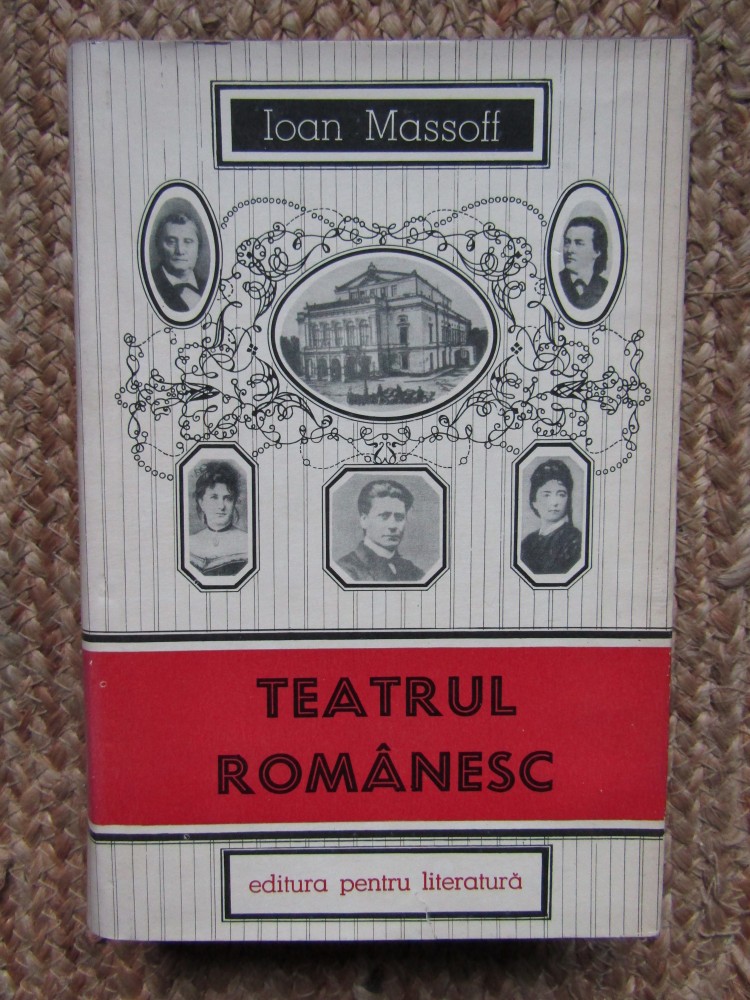 Ioan Massoff
TEATRUL
ROMÂNESC
editura pentru literatură